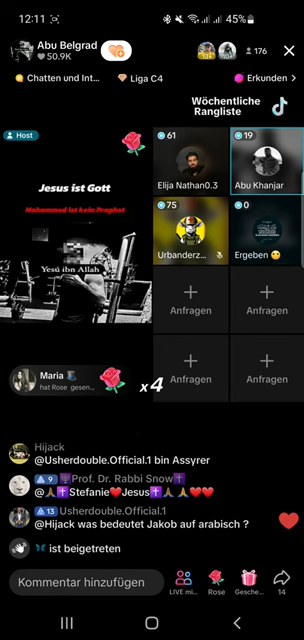 12:11
45%
Abu Belgrad
50.9K
176
Chatten und Int...
Liga C4
Erkunden >
Wöchentliche
Rangliste
Host
61
19
Jesus ist Gott
Mohammad ist kein Prophet
Elija Nathan0.3
Abu Khanjar
75
0
Yesú ibn Allah
Urbanderz...
Ergeben
+
Anfragen
+
Anfragen
+
Anfragen
+
Anfragen
Maria
hat Rose gesen...
x4
Hijack
@Usherdouble.Official.1 bin Assyrer
9 Prof. Dr. Rabbi Snow
@Stefanie Jesus
13 Usherdouble.Official.1
@Hijack was bedeutet Jakob auf arabisch ?
ist beigetreten
Kommentar hinzufügen
LIVE mi...
Rose
Gesche...
14